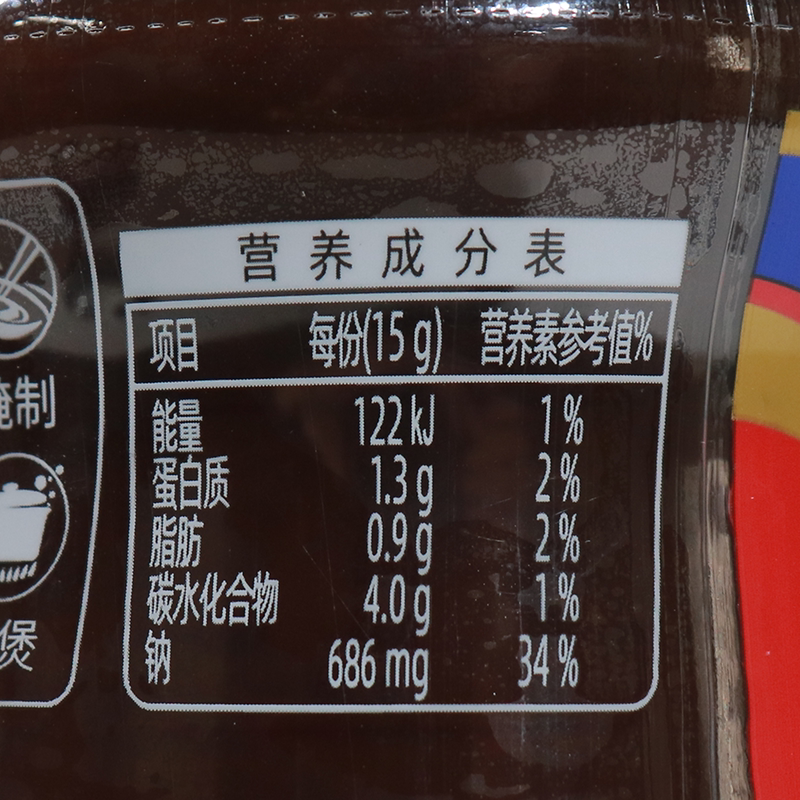 营养成分表
项目 每份(15 g) 营养素参考值%
能量 122 kJ 1 %
蛋白质 1.3 g 2 %
脂肪 0.9 g 2 %
碳水化合物 4.0 g 1 %
钠 686 mg 34 %
腌制
煲